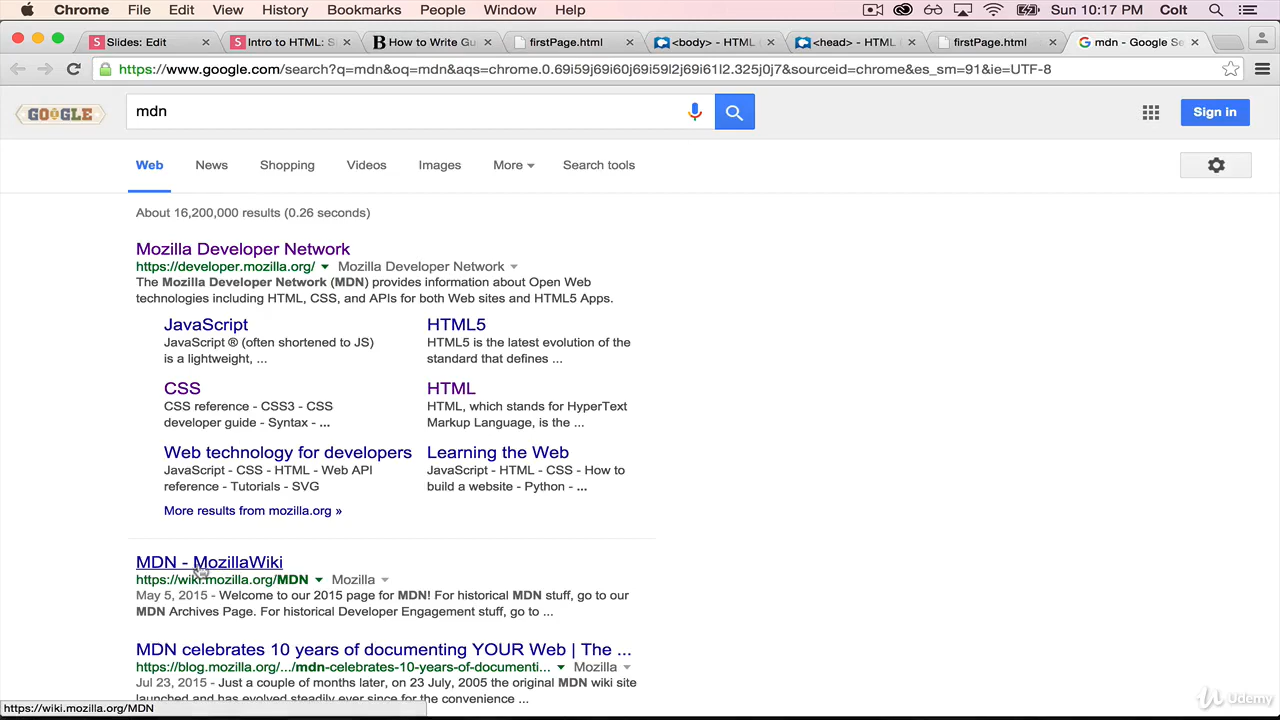 Chrome File Edit View History Bookmarks People Window Help Sun 10:17 PM Colt
Slides: Edit Intro to HTML: S How to Write Gu firstPage.html <body> - HTML <head> - HTML firstPage.html mdn - Google Se
https://www.google.com/search?q=mdn&oq=mdn&aqs=chrome.0.69i59j69i60j69i59l2j69i61l2.325j0j7&sourceid=chrome&es_sm=91&ie=UTF-8
GOOGLE mdn Sign in
Web News Shopping Videos Images More Search tools
About 16,200,000 results (0.26 seconds)
Mozilla Developer Network
https://developer.mozilla.org/ Mozilla Developer Network
The Mozilla Developer Network (MDN) provides information about Open Web
technologies including HTML, CSS, and APIs for both Web sites and HTML5 Apps.
JavaScript
JavaScript ® (often shortened to JS)
is a lightweight, ...
HTML5
HTML5 is the latest evolution of the
standard that defines ...
CSS
CSS reference - CSS3 - CSS
developer guide - Syntax - ...
HTML
HTML, which stands for HyperText
Markup Language, is the ...
Web technology for developers
JavaScript - CSS - HTML - Web API
reference - Tutorials - SVG
Learning the Web
JavaScript - HTML - CSS - How to
build a website - Python - ...
More results from mozilla.org »
MDN - MozillaWiki
https://wiki.mozilla.org/MDN Mozilla
May 5, 2015 - Welcome to our 2015 page for MDN! For historical MDN stuff, go to our
MDN Archives Page. For historical Developer Engagement stuff, go to ...
MDN celebrates 10 years of documenting YOUR Web | The ...
https://blog.mozilla.org/.../mdn-celebrates-10-years-of-documenti... Mozilla
Jul 23, 2015 - Just a couple of months later, on 23 July, 2005 the original MDN wiki site
launched and has evolved steadily ever since for the convenience ...
https://wiki.mozilla.org/MDN
Udemy